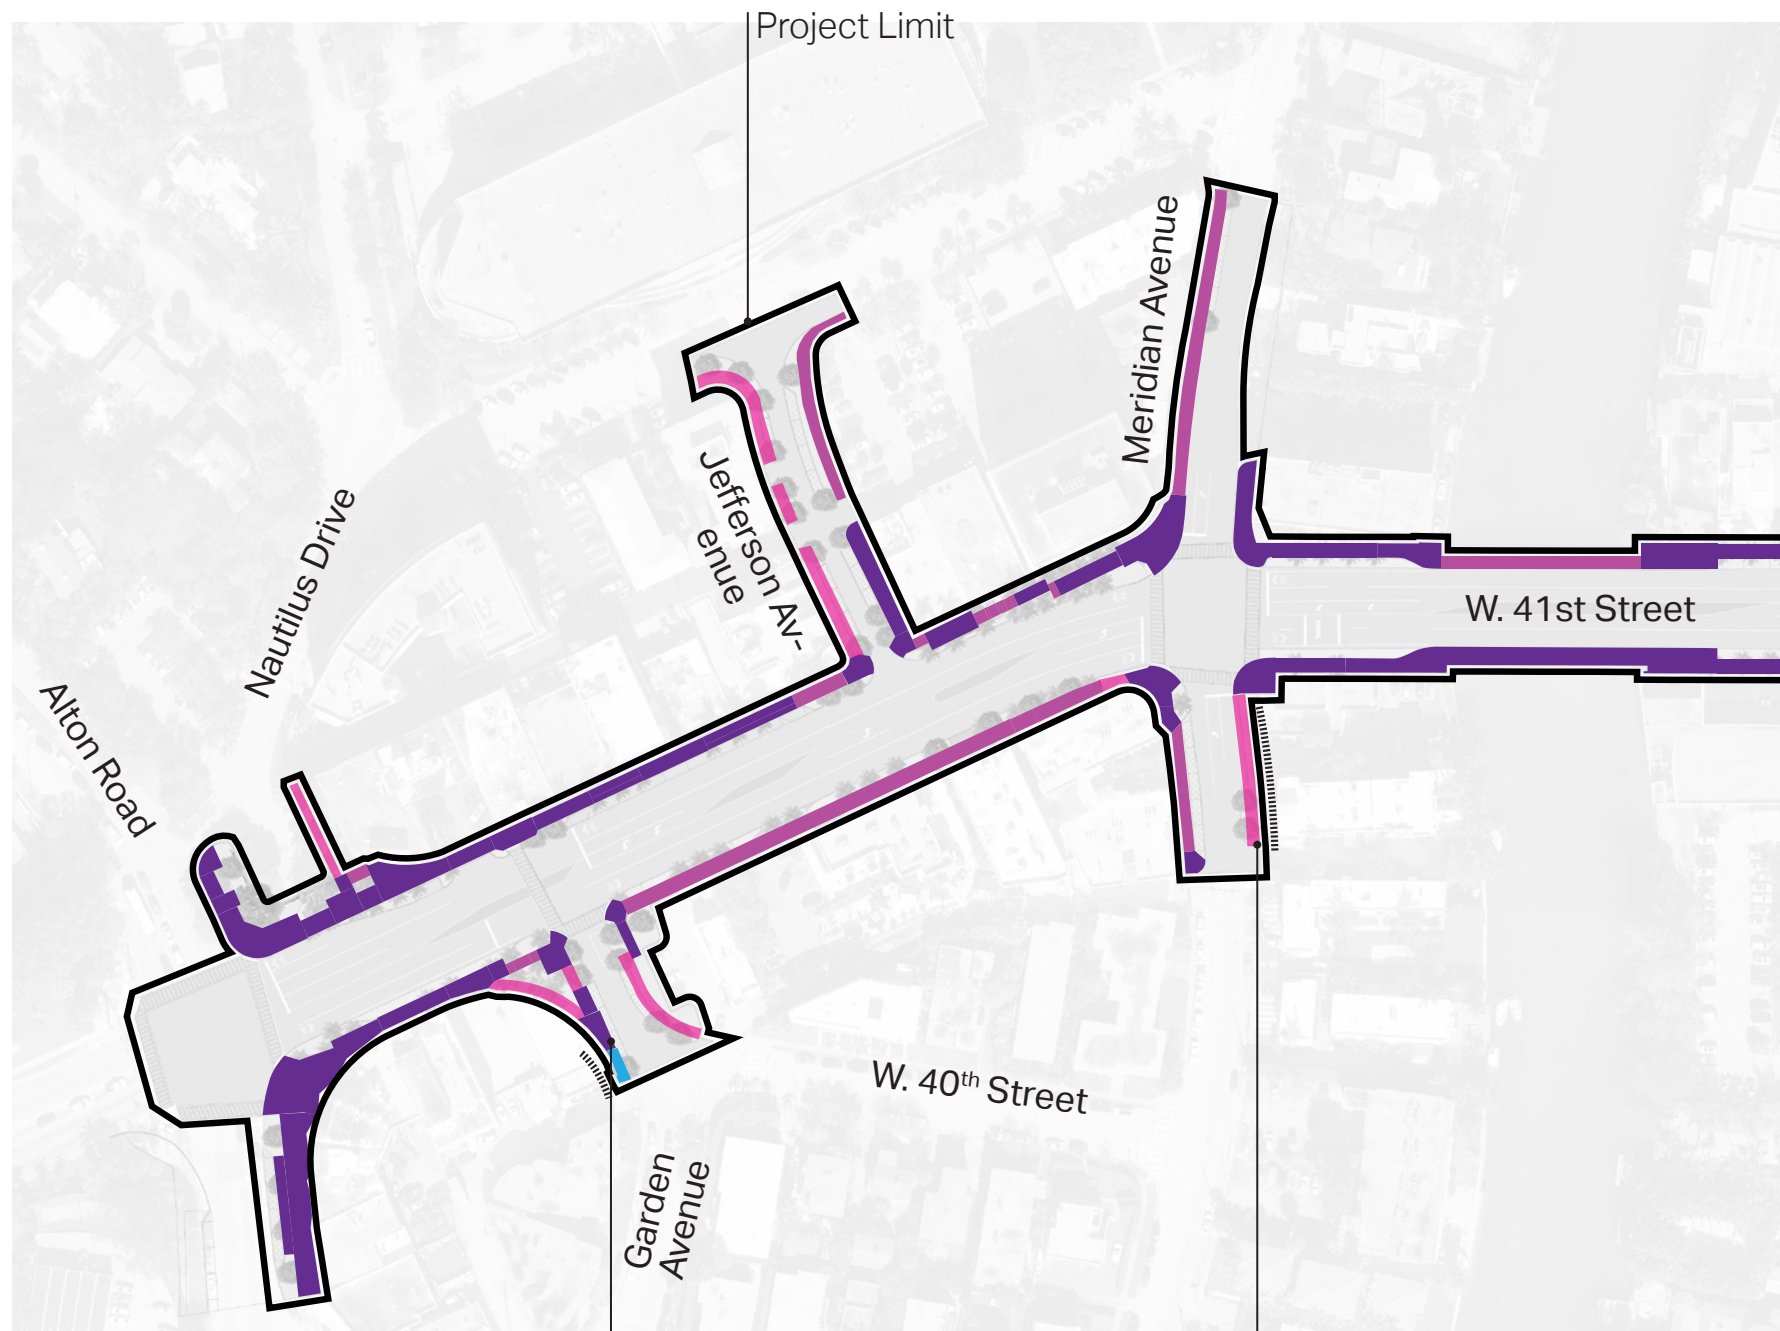 Project Limit
Meridian Avenue
Jefferson Av-
enue
Nautilus Drive
W. 41st Street
Alton Road
W. 40th Street
Garden
Avenue